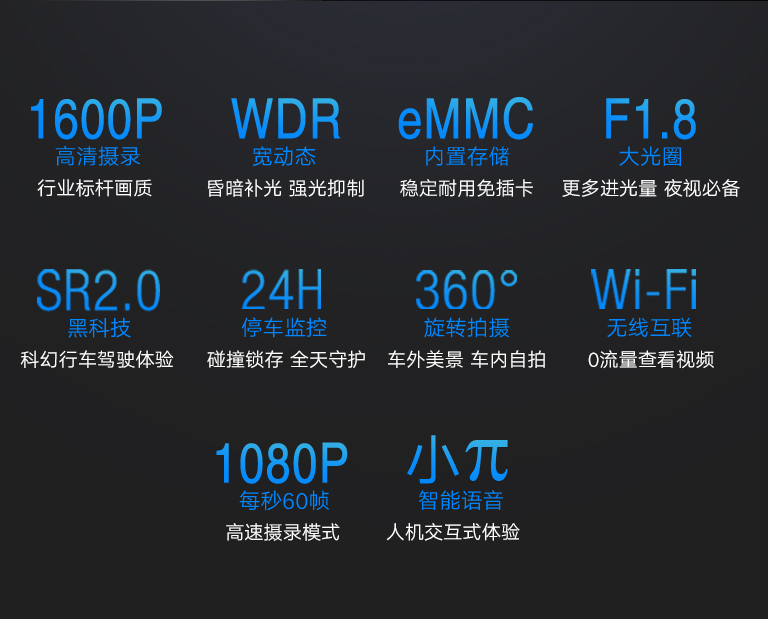 1600P WDR eMMC F1.8
高清摄录 宽动态 内置存储 大光圈
行业标杆画质 昏暗补光 强光抑制 稳定耐用免插卡 更多进光量 夜视必备
SR2.0 24H 360° Wi-Fi
黑科技 停车监控 旋转拍摄 无线互联
科幻行车驾驶体验 碰撞锁存 全天守护 车外美景 车内自拍 0流量查看视频
1080P 小π
每秒60帧 智能语音
高速摄录模式 人机交互式体验